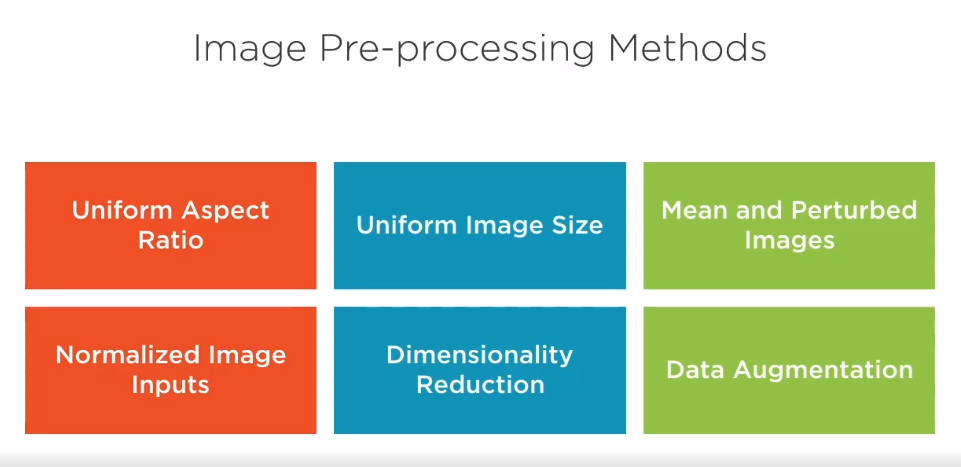 Image Pre-processing Methods
Uniform Aspect
Ratio
Uniform Image Size
Mean and Perturbed
Images
Normalized Image
Inputs
Dimensionality
Reduction
Data Augmentation